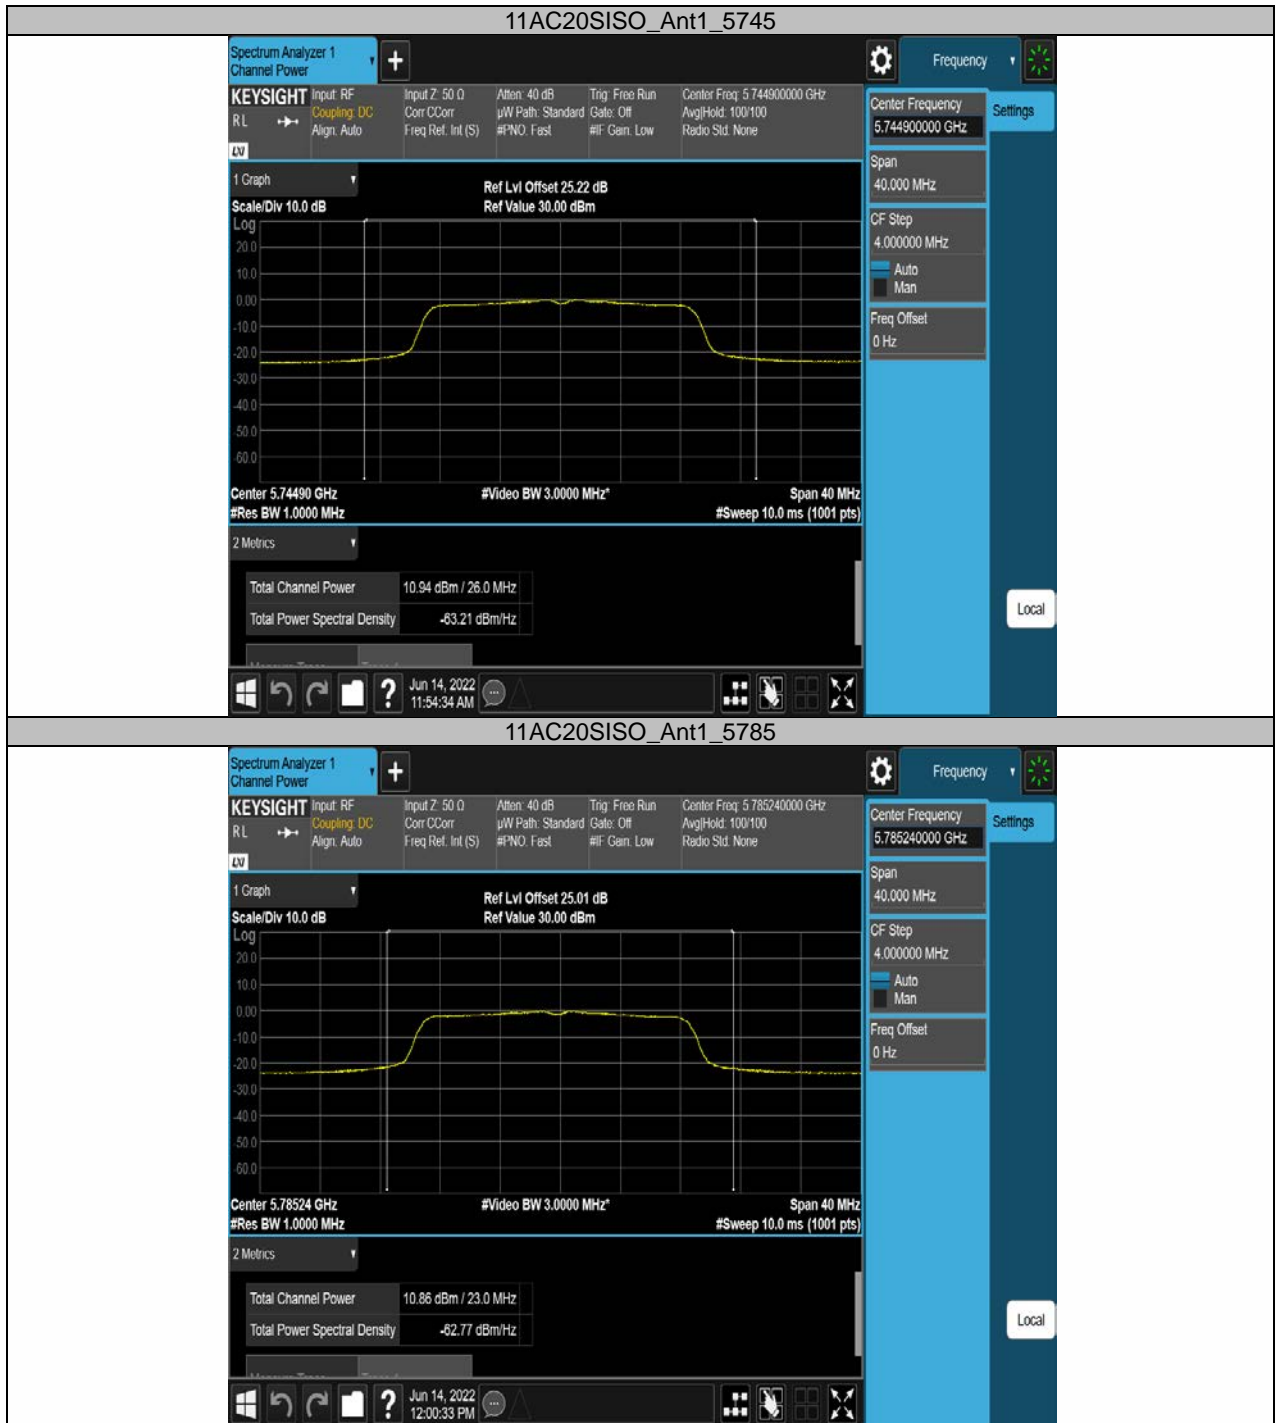 11AC20SISO_Ant1_5745
Spectrum Analyzer 1
Channel Power
+
Frequency
KEYSIGHT
RL
LXI
Input: RF
Coupling: DC
Align: Auto
Input Z: 50 Ω
Corr CCorr
Freq Ref: Int (S)
Atten: 40 dB
µW Path: Standard
#PNO: Fast
Trig: Free Run
Gate: Off
#IF Gain: Low
Center Freq: 5.744900000 GHz
Avg|Hold: 100/100
Radio Std: None
Center Frequency
5.744900000 GHz
Settings
Span
40.000 MHz
CF Step
4.000000 MHz
Auto
Man
Freq Offset
0 Hz
Local
1 Graph
Scale/Div 10.0 dB
Ref Lvl Offset 25.22 dB
Ref Value 30.00 dBm
Log
20.0
10.0
0.00
-10.0
-20.0
-30.0
-40.0
-50.0
-60.0
Center 5.74490 GHz
#Video BW 3.0000 MHz*
Span 40 MHz
#Res BW 1.0000 MHz
#Sweep 10.0 ms (1001 pts)
2 Metrics
Total Channel Power 10.94 dBm / 26.0 MHz
Total Power Spectral Density -63.21 dBm/Hz
?
Jun 14, 2022
11:54:34 AM
11AC20SISO_Ant1_5785
Spectrum Analyzer 1
Channel Power
+
Frequency
KEYSIGHT
RL
LXI
Input: RF
Coupling: DC
Align: Auto
Input Z: 50 Ω
Corr CCorr
Freq Ref: Int (S)
Atten: 40 dB
µW Path: Standard
#PNO: Fast
Trig: Free Run
Gate: Off
#IF Gain: Low
Center Freq: 5.785240000 GHz
Avg|Hold: 100/100
Radio Std: None
Center Frequency
5.785240000 GHz
Settings
Span
40.000 MHz
CF Step
4.000000 MHz
Auto
Man
Freq Offset
0 Hz
Local
1 Graph
Scale/Div 10.0 dB
Ref Lvl Offset 25.01 dB
Ref Value 30.00 dBm
Log
20.0
10.0
0.00
-10.0
-20.0
-30.0
-40.0
-50.0
-60.0
Center 5.78524 GHz
#Video BW 3.0000 MHz*
Span 40 MHz
#Res BW 1.0000 MHz
#Sweep 10.0 ms (1001 pts)
2 Metrics
Total Channel Power 10.86 dBm / 23.0 MHz
Total Power Spectral Density -62.77 dBm/Hz
?
Jun 14, 2022
12:00:33 PM